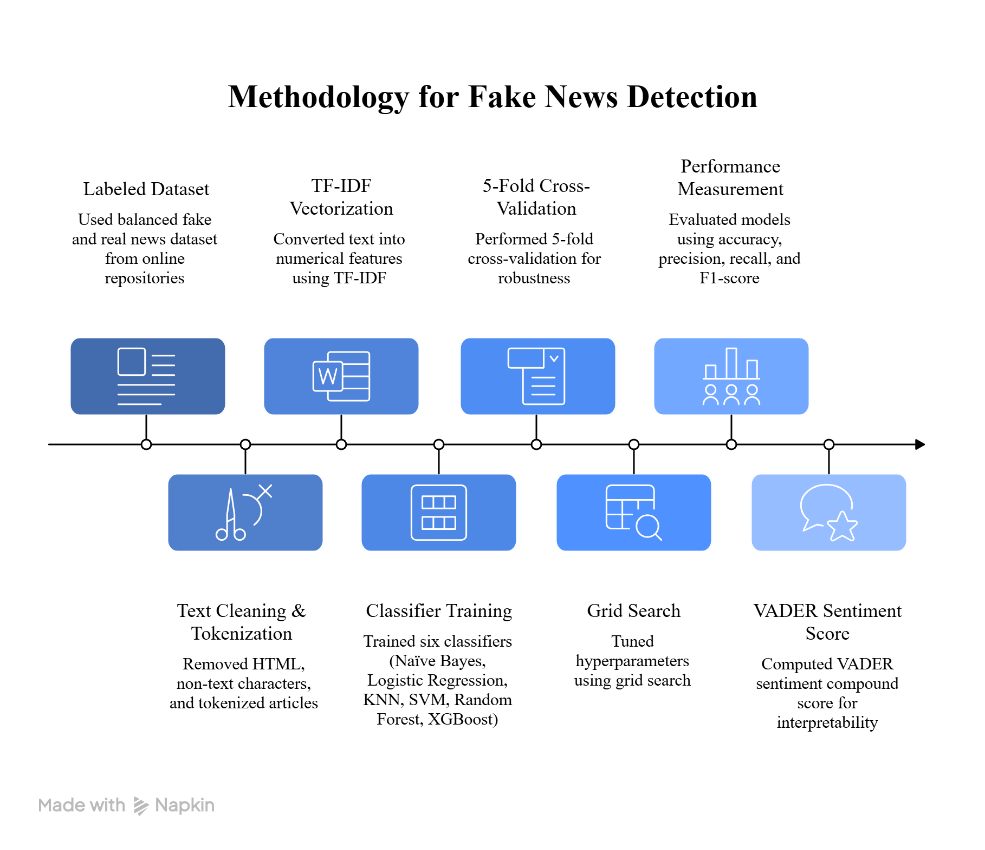 Methodology for Fake News Detection
Labeled Dataset
Used balanced fake
and real news dataset
from online
repositories
TF-IDF
Vectorization
Converted text into
numerical features
using TF-IDF
5-Fold Cross-
Validation
Performed 5-fold
cross-validation for
robustness
Performance
Measurement
Evaluated models
using accuracy,
precision, recall, and
F1-score
W
Text Cleaning &
Tokenization
Removed HTML,
non-text characters,
and tokenized articles
Classifier Training
Trained six classifiers
(Naïve Bayes,
Logistic Regression,
KNN, SVM, Random
Forest, XGBoost)
Grid Search
Tuned
hyperparameters
using grid search
VADER Sentiment
Score
Computed VADER
sentiment compound
score for
interpretability
Made with Napkin